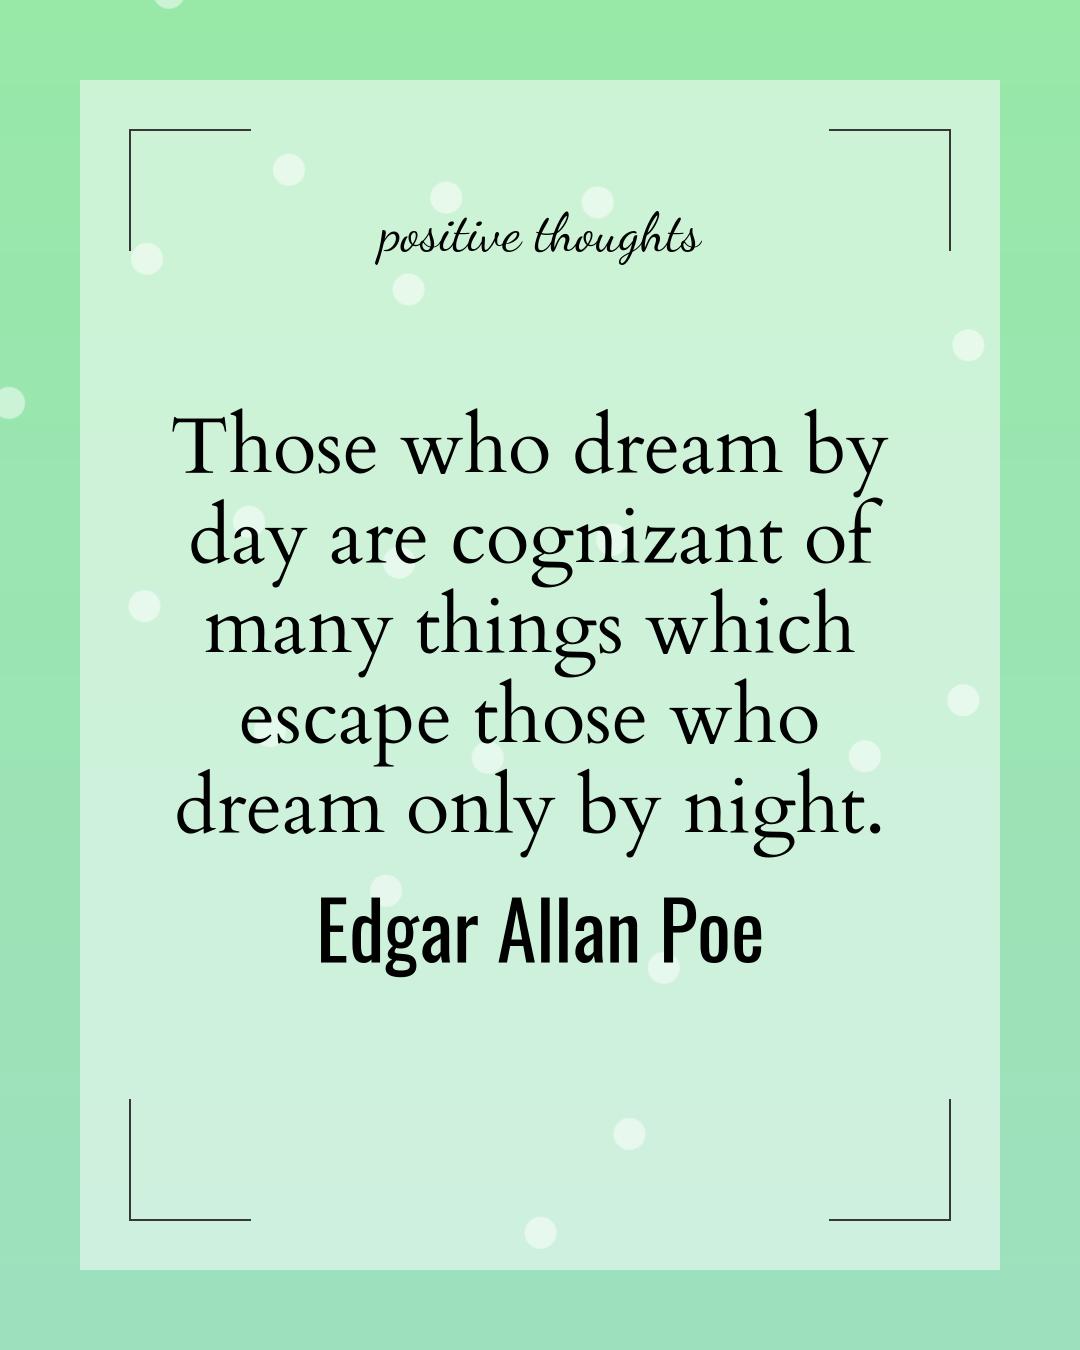 positive thoughts
Those who dream by
day are cognizant of
many things which
escape those who
dream only by night.
Edgar Allan Poe